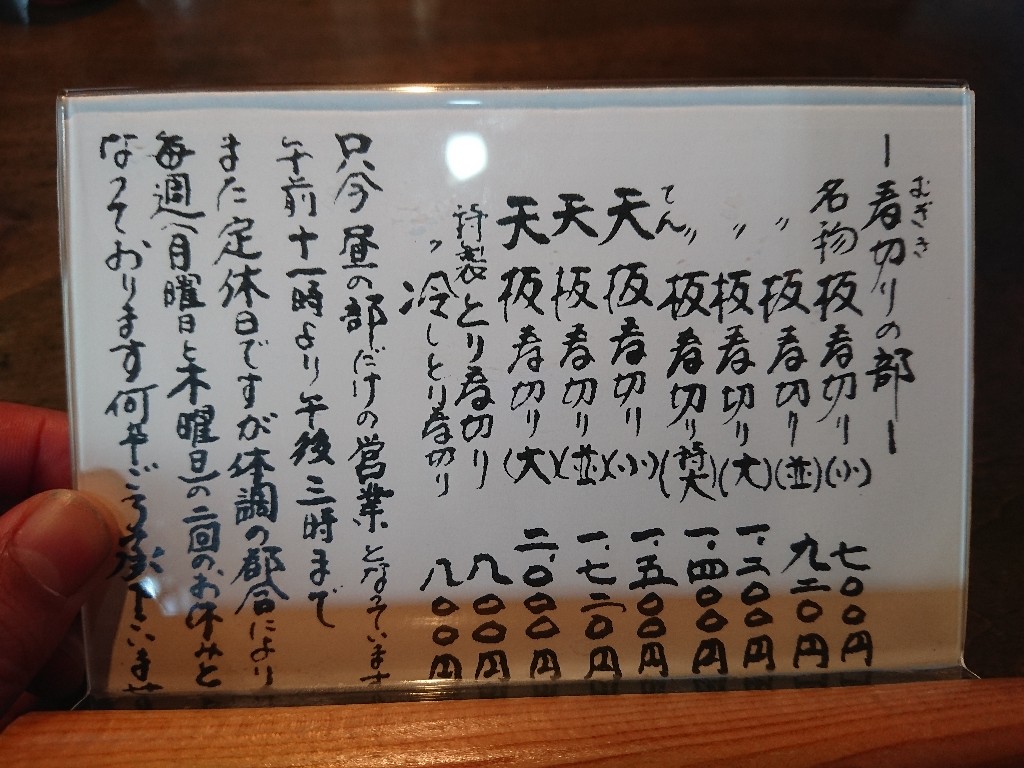 むぎき
ー麦切りの部ー
名物 板麦切り(小) 七〇〇円
〃 板麦切り(並) 九二〇円
〃 板麦切り(大) 一、三〇〇円
〃 板麦切り(特大) 一、四〇〇円
てん
天板麦切り(小) 一、五〇〇円
天板麦切り(並) 一、七二〇円
天板麦切り(大) 二、〇〇〇円
特製とり麦切り 八〇〇円
〃 冷しとり麦切り 八〇〇円
只今昼の部だけの営業となっています
午前十一時より午後三時まで
また定休日ですが体調の都合により
毎週月曜日と木曜日の二回のお休みと
なっております何卒ご了承下さいませ